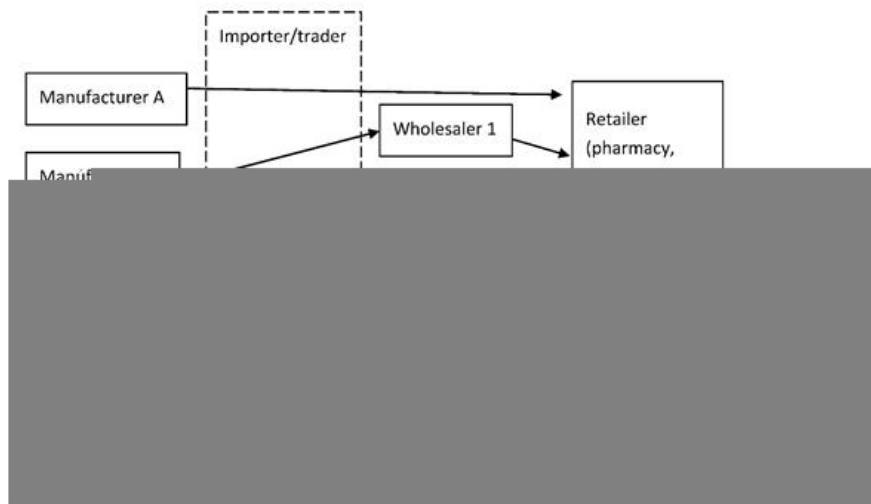 Importer/trader
Manufacturer A
Wholesaler 1
Retailer
(pharmacy,